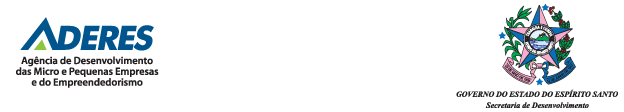 ADERES
Agência de Desenvolvimento
das Micro e Pequenas Empresas
e do Empreendedorismo
GOVERNO DO ESTADO DO ESPÍRITO SANTO
Secretaria de Desenvolvimento